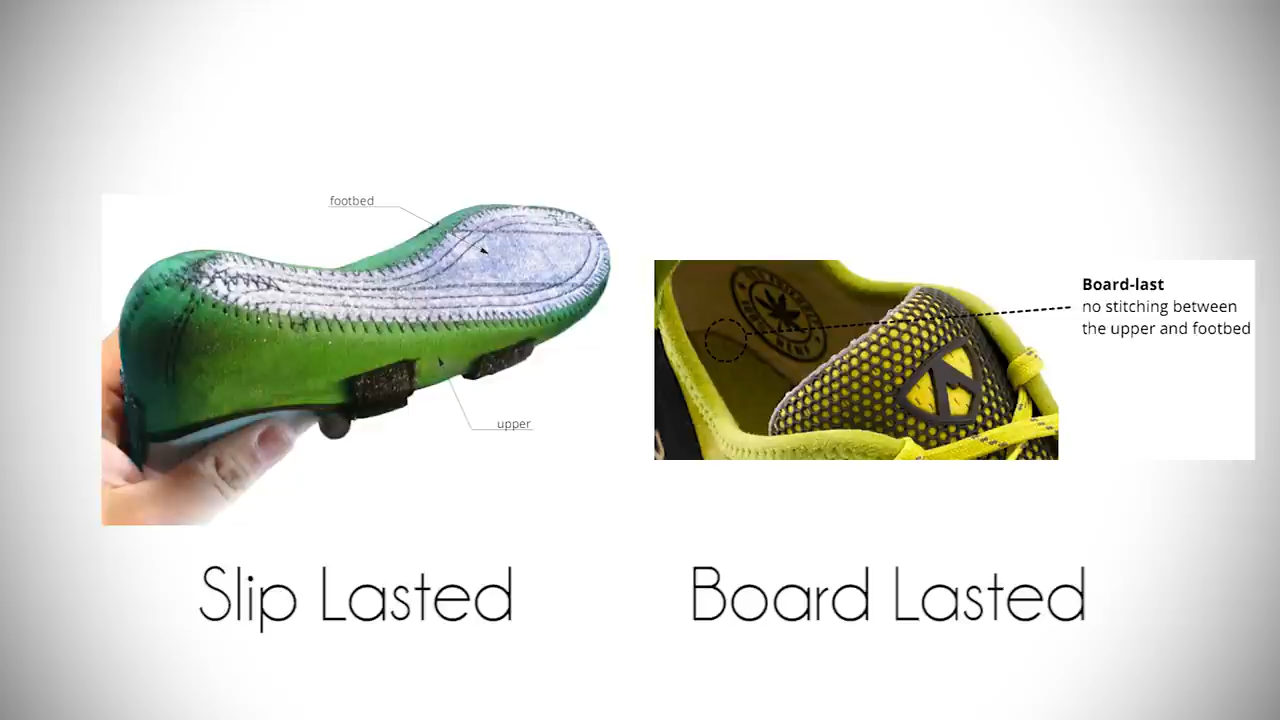 footbed
upper
Board-last
no stitching between
the upper and footbed
Slip Lasted
Board Lasted